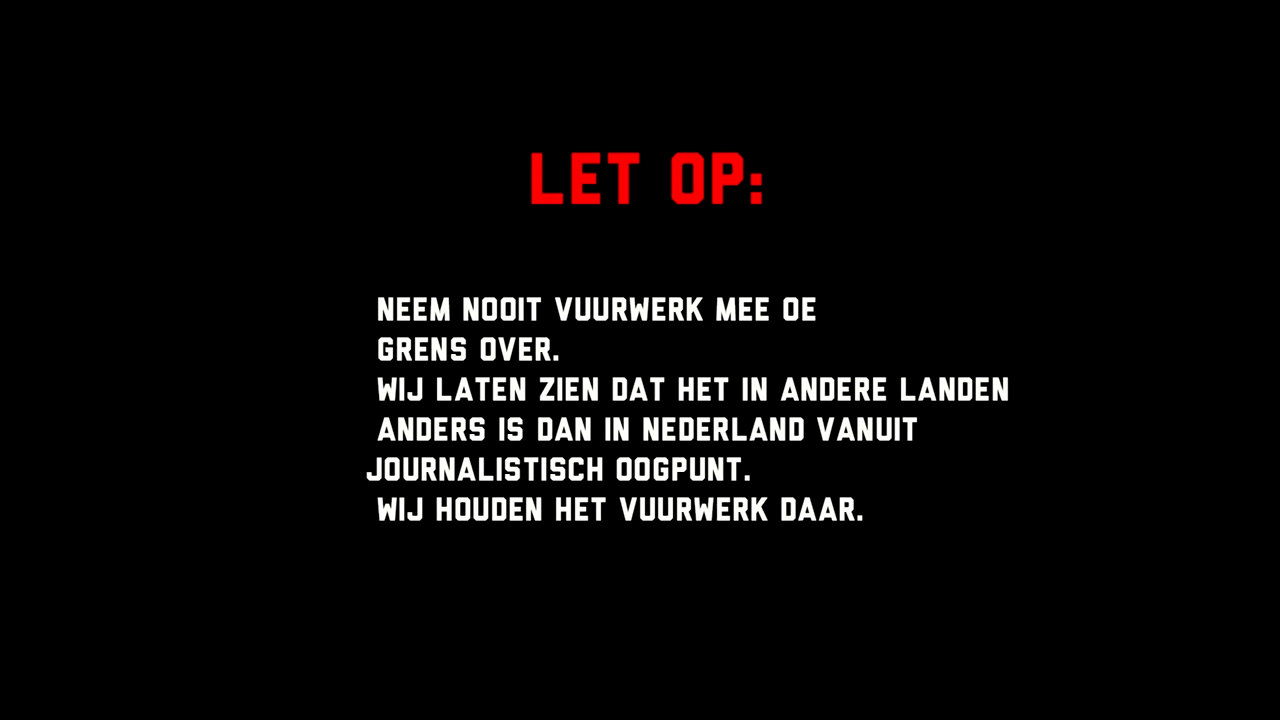 LET OP:
NEEM NOOIT VUURWERK MEE OE
GRENS OVER.
WIJ LATEN ZIEN DAT HET IN ANDERE LANDEN
ANDERS IS DAN IN NEDERLAND VANUIT
JOURNALISTISCH OOGPUNT.
WIJ HOUDEN HET VUURWERK DAAR.